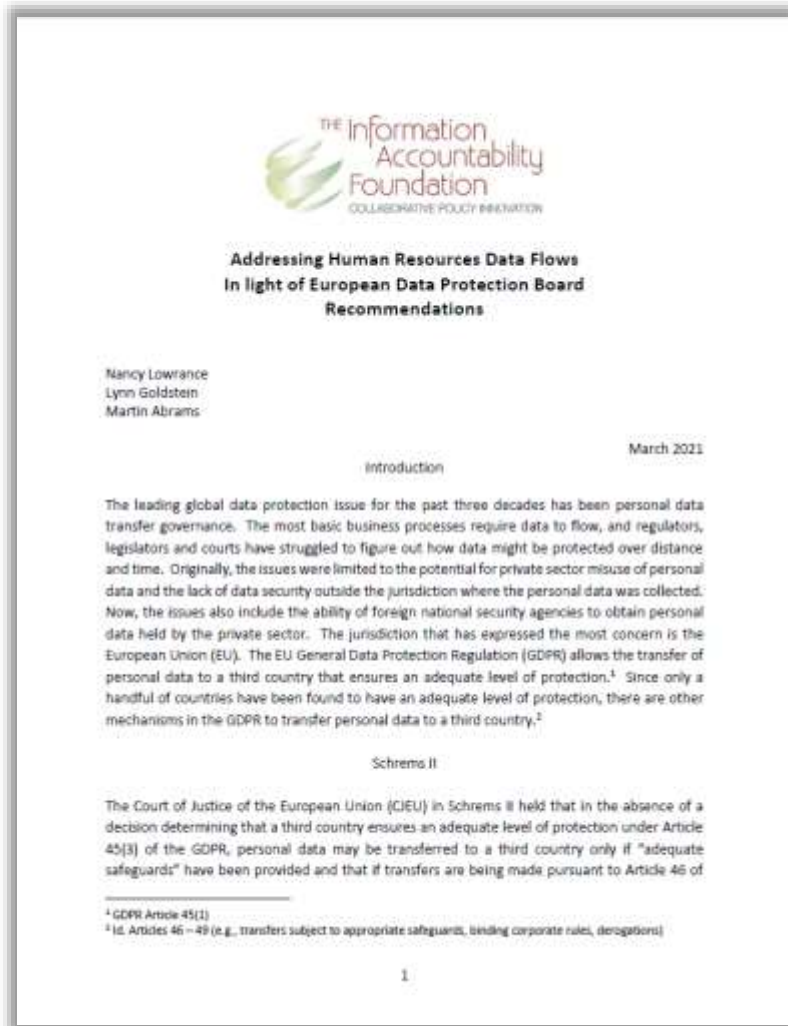 THE Information
Accountability
Foundation
COLLABORATIVE POLICY INNOVATION
Addressing Human Resources Data Flows
In light of European Data Protection Board
Recommendations
Nancy Lowrance
Lynn Goldstein
Martin Abrams
March 2021
Introduction
The leading global data protection issue for the past three decades has been personal data
transfer governance. The most basic business processes require data to flow, and regulators,
legislators and courts have struggled to figure out how data might be protected over distance
and time. Originally, the issues were limited to the potential for private sector misuse of personal
data and the lack of data security outside the jurisdiction where the personal data was collected.
Now, the issues also include the ability of foreign national security agencies to obtain personal
data held by the private sector. The jurisdiction that has expressed the most concern is the
European Union (EU). The EU General Data Protection Regulation (GDPR) allows the transfer of
personal data to a third country that ensures an adequate level of protection.¹ Since only a
handful of countries have been found to have an adequate level of protection, there are other
mechanisms in the GDPR to transfer personal data to a third country.²
Schrems II
The Court of Justice of the European Union (CJEU) in Schrems II held that in the absence of a
decision determining that a third country ensures an adequate level of protection under Article
45(3) of the GDPR, personal data may be transferred to a third country only if "adequate
safeguards" have been provided and that if transfers are being made pursuant to Article 46 of
¹ GDPR Article 45(1)
² Id. Articles 46 – 49 (e.g., transfers subject to appropriate safeguards, binding corporate rules, derogations)
1